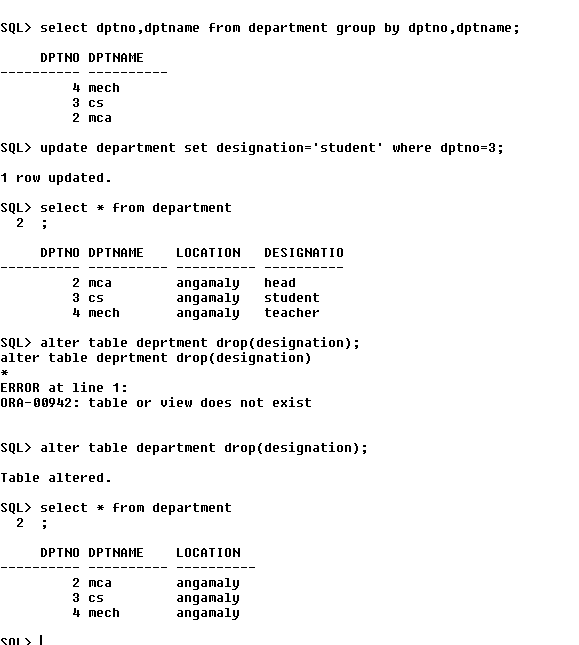 SQL> select dptno,dptname from department group by dptno,dptname;
DPTNO DPTNAME
---------- ----------
4 mech
3 cs
2 mca
SQL> update department set designation='student' where dptno=3;
1 row updated.
SQL> select * from department
2 ;
DPTNO DPTNAME LOCATION DESIGNATIO
---------- ---------- ---------- ----------
2 mca angamaly head
3 cs angamaly student
4 mech angamaly teacher
SQL> alter table deprtment drop(designation);
alter table deprtment drop(designation)
*
ERROR at line 1:
ORA-00942: table or view does not exist
SQL> alter table department drop(designation);
Table altered.
SQL> select * from department
2 ;
DPTNO DPTNAME LOCATION
---------- ---------- ----------
2 mca angamaly
3 cs angamaly
4 mech angamaly
SQL>